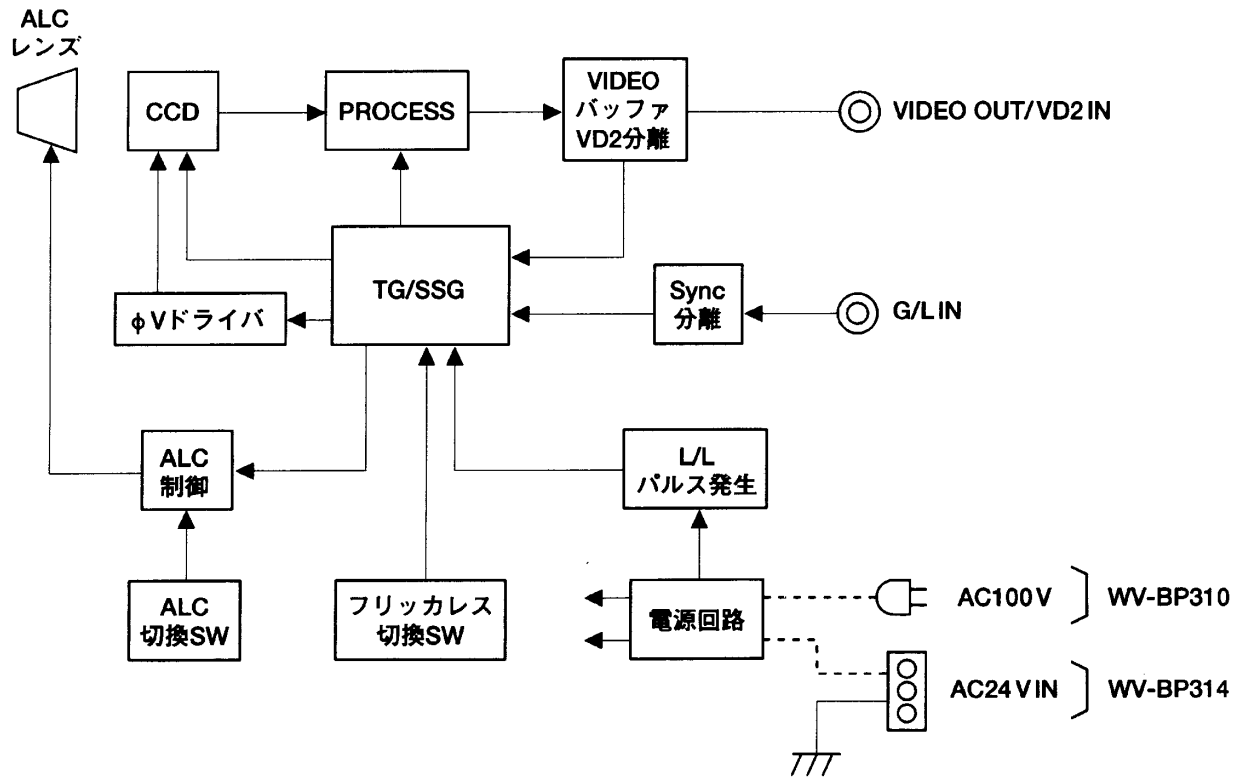 ALC
レンズ
CCD
PROCESS
VIDEO
バッファ
VD2分離
VIDEO OUT/VD2 IN
TG/SSG
φVドライバ
Sync
分離
G/L IN
ALC
制御
L/L
パルス発生
ALC
切換SW
フリッカレス
切換SW
電源回路
AC100V
WV-BP310
AC24V IN
WV-BP314